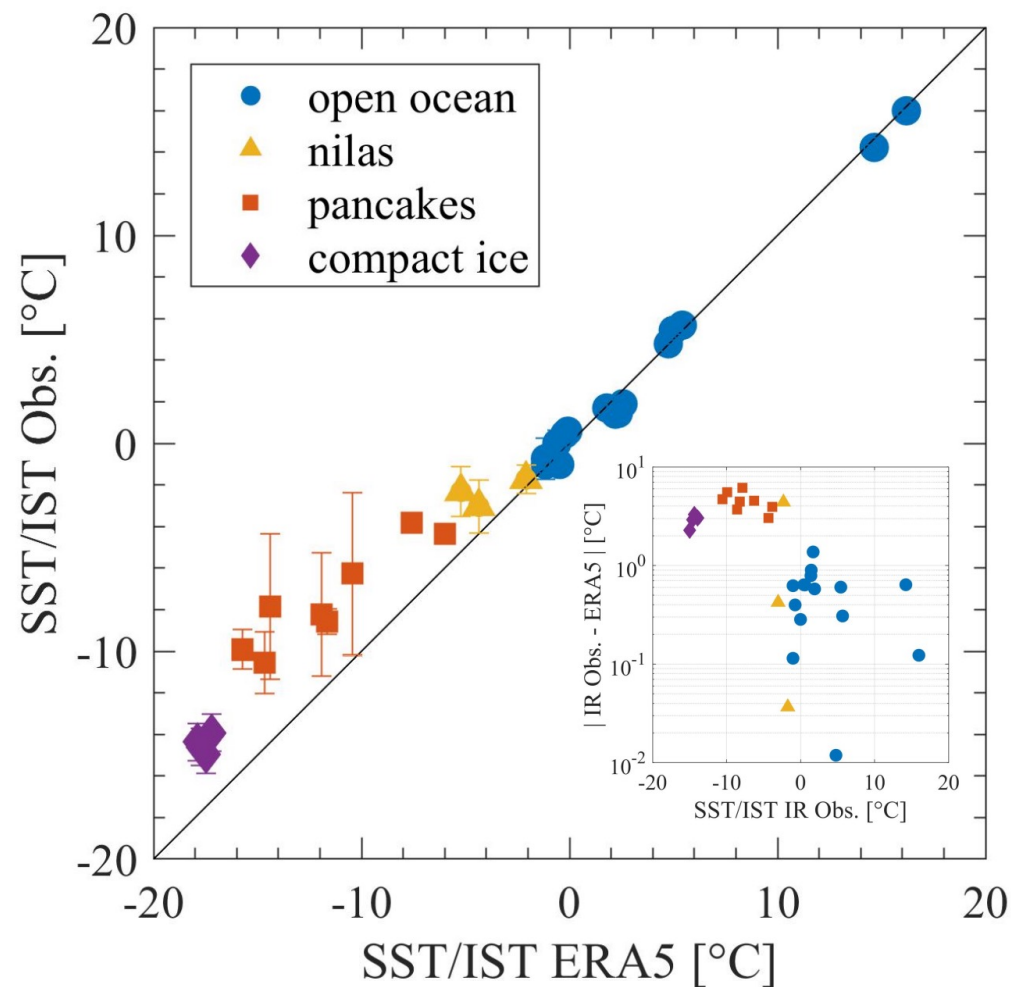 20
10
0
-10
-20
-20
-10
0
10
20
SST/IST Obs. [°C]
SST/IST ERA5 [°C]
open ocean
nilas
pancakes
compact ice
10¹
10⁰
10⁻¹
10⁻²
-20
-10
0
10
20
| IR Obs. - ERA5 | [°C]
SST/IST IR Obs. [°C]